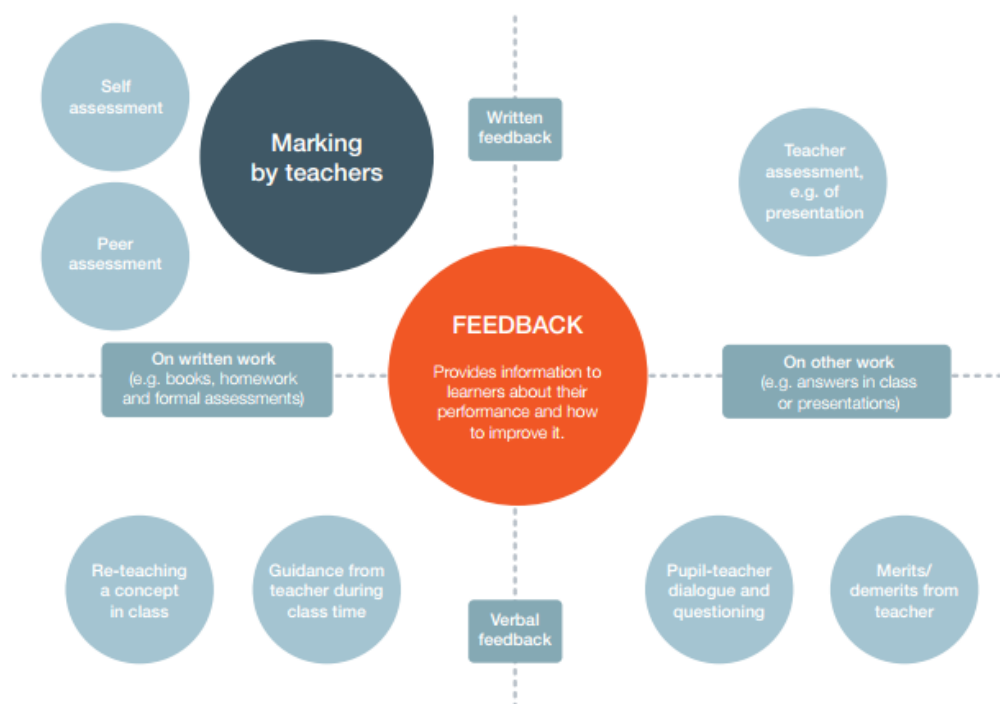 Self
assessment
Marking
by teachers
Written
feedback
Teacher
assessment,
e.g. of
presentation
Peer
assessment
FEEDBACK
Provides information to
learners about their
performance and how
to improve it.
On written work
(e.g. books, homework
and formal assessments)
On other work
(e.g. answers in class
or presentations)
Re-teaching
a concept
in class
Guidance from
teacher during
class time
Verbal
feedback
Pupil-teacher
dialogue and
questioning
Merits/
demerits from
teacher